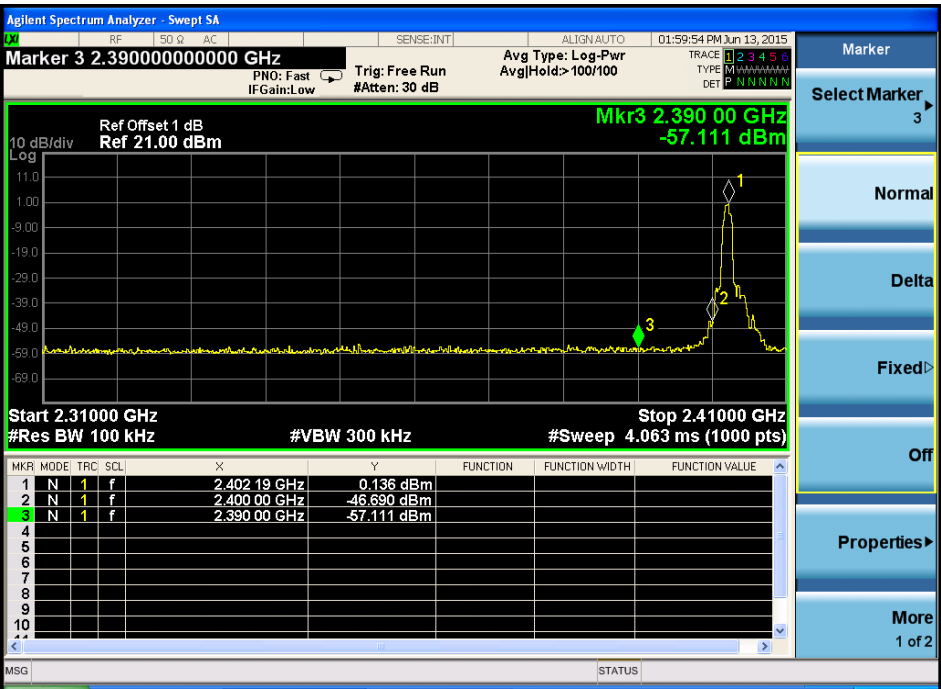 Agilent Spectrum Analyzer - Swept SA
LXI RF 50 Ω AC SENSE:INT ALIGN AUTO 01:59:54 PM Jun 13, 2015
Marker 3 2.390000000000 GHz
PNO: Fast
IFGain:Low
Trig: Free Run
#Atten: 30 dB
Avg Type: Log-Pwr
Avg|Hold:>100/100
TRACE 1 2 3 4 5 6
TYPE M
DET P N N N N N
Mkr3 2.390 00 GHz
-57.111 dBm
Ref Offset 1 dB
10 dB/div Ref 21.00 dBm
Log
11.0
1.00
-9.00
-19.0
-29.0
-39.0
-49.0
-59.0
-69.0
1
2
3
Start 2.31000 GHz Stop 2.41000 GHz
#Res BW 100 kHz #VBW 300 kHz #Sweep 4.063 ms (1000 pts)
MKR MODE TRC SCL X Y FUNCTION FUNCTION WIDTH FUNCTION VALUE
1 N 1 f 2.402 19 GHz 0.136 dBm
2 N 1 f 2.400 00 GHz -46.690 dBm
3 N 1 f 2.390 00 GHz -57.111 dBm
4
5
6
7
8
9
10
11
MSG STATUS
Marker
Select Marker
3
Normal
Delta
Fixed
Off
Properties
More
1 of 2